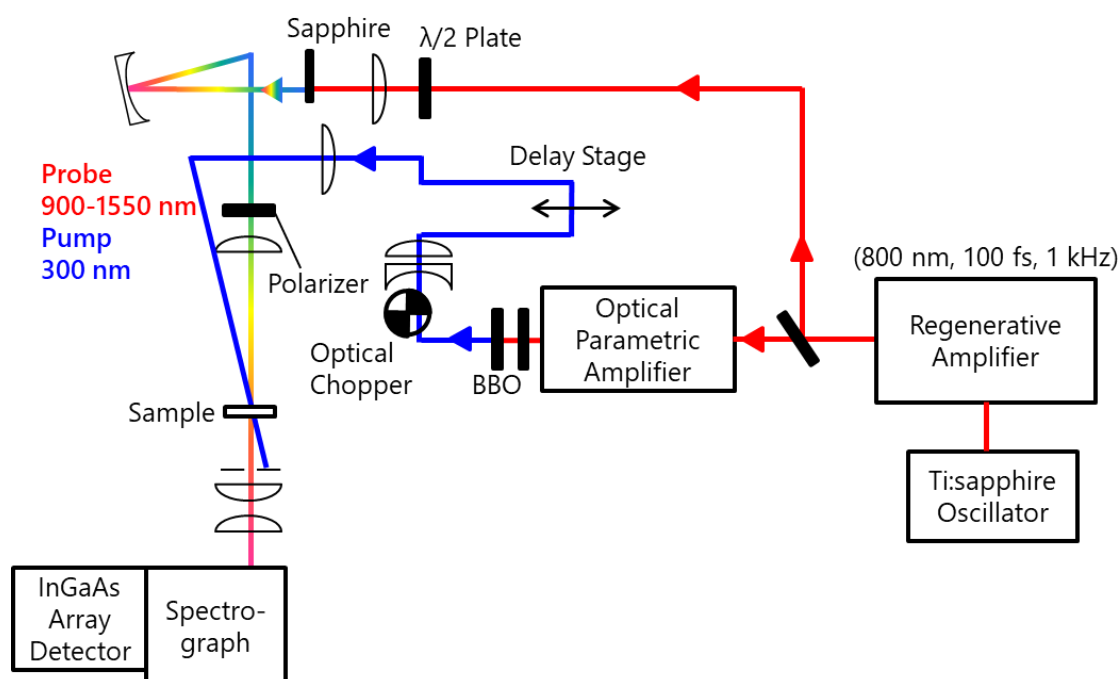 Sapphire
λ/2 Plate
Delay Stage
Probe
900-1550 nm
Pump
300 nm
Polarizer
(800 nm, 100 fs, 1 kHz)
Regenerative
Amplifier
Optical
Parametric
Amplifier
Optical
Chopper
BBO
Sample
Ti:sapphire
Oscillator
InGaAs
Array
Detector
Spectro-
graph